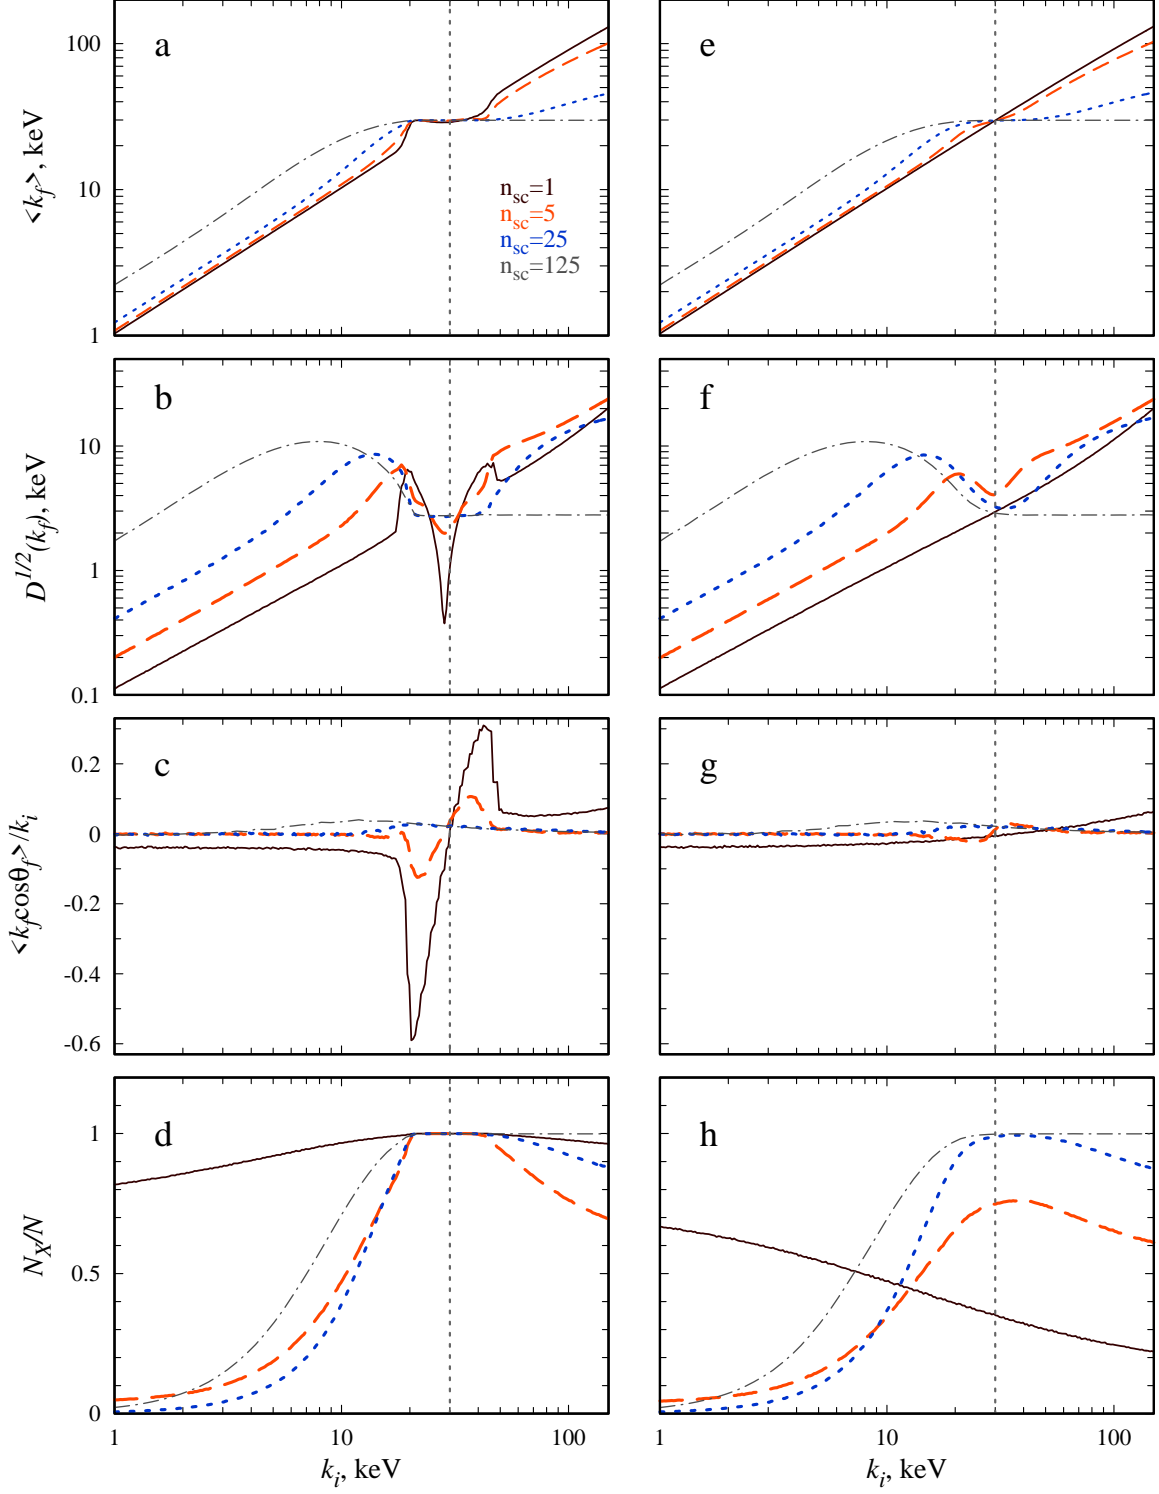 a
e
100
10
1
<k_f>, keV
n_sc=1
n_sc=5
n_sc=25
n_sc=125
b
f
10
1
0.1
D^1/2(k_f), keV
c
g
0.2
0
-0.2
-0.4
-0.6
<k_f cosθ_f>/k_i
d
h
1
0.5
0
N_X/N
1
10
100
1
10
100
k_i, keV
k_i, keV